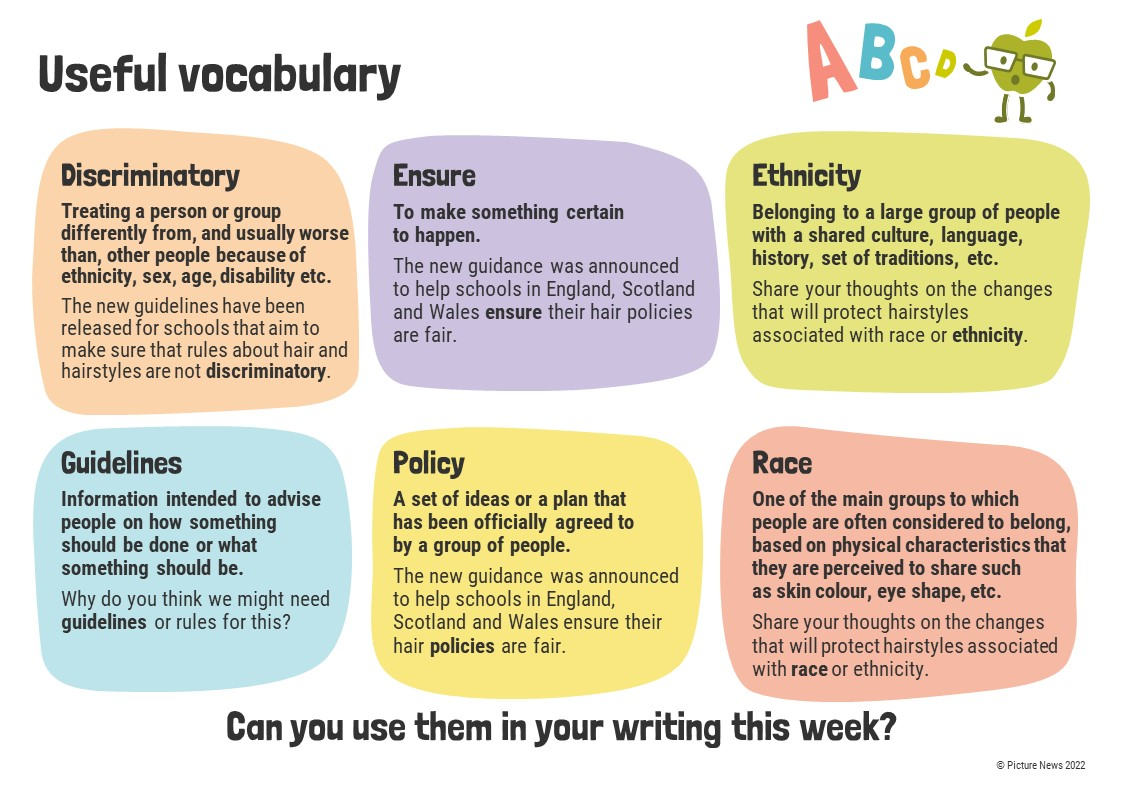 Useful vocabulary
A B C D
Discriminatory
Treating a person or group
differently from, and usually worse
than, other people because of
ethnicity, sex, age, disability etc.
The new guidelines have been
released for schools that aim to
make sure that rules about hair and
hairstyles are not discriminatory.
Ensure
To make something certain
to happen.
The new guidance was announced
to help schools in England, Scotland
and Wales ensure their hair policies
are fair.
Ethnicity
Belonging to a large group of people
with a shared culture, language,
history, set of traditions, etc.
Share your thoughts on the changes
that will protect hairstyles
associated with race or ethnicity.
Guidelines
Information intended to advise
people on how something
should be done or what
something should be.
Why do you think we might need
guidelines or rules for this?
Policy
A set of ideas or a plan that
has been officially agreed to
by a group of people.
The new guidance was announced
to help schools in England,
Scotland and Wales ensure their
hair policies are fair.
Race
One of the main groups to which
people are often considered to belong,
based on physical characteristics that
they are perceived to share such
as skin colour, eye shape, etc.
Share your thoughts on the changes
that will protect hairstyles associated
with race or ethnicity.
Can you use them in your writing this week?
© Picture News 2022